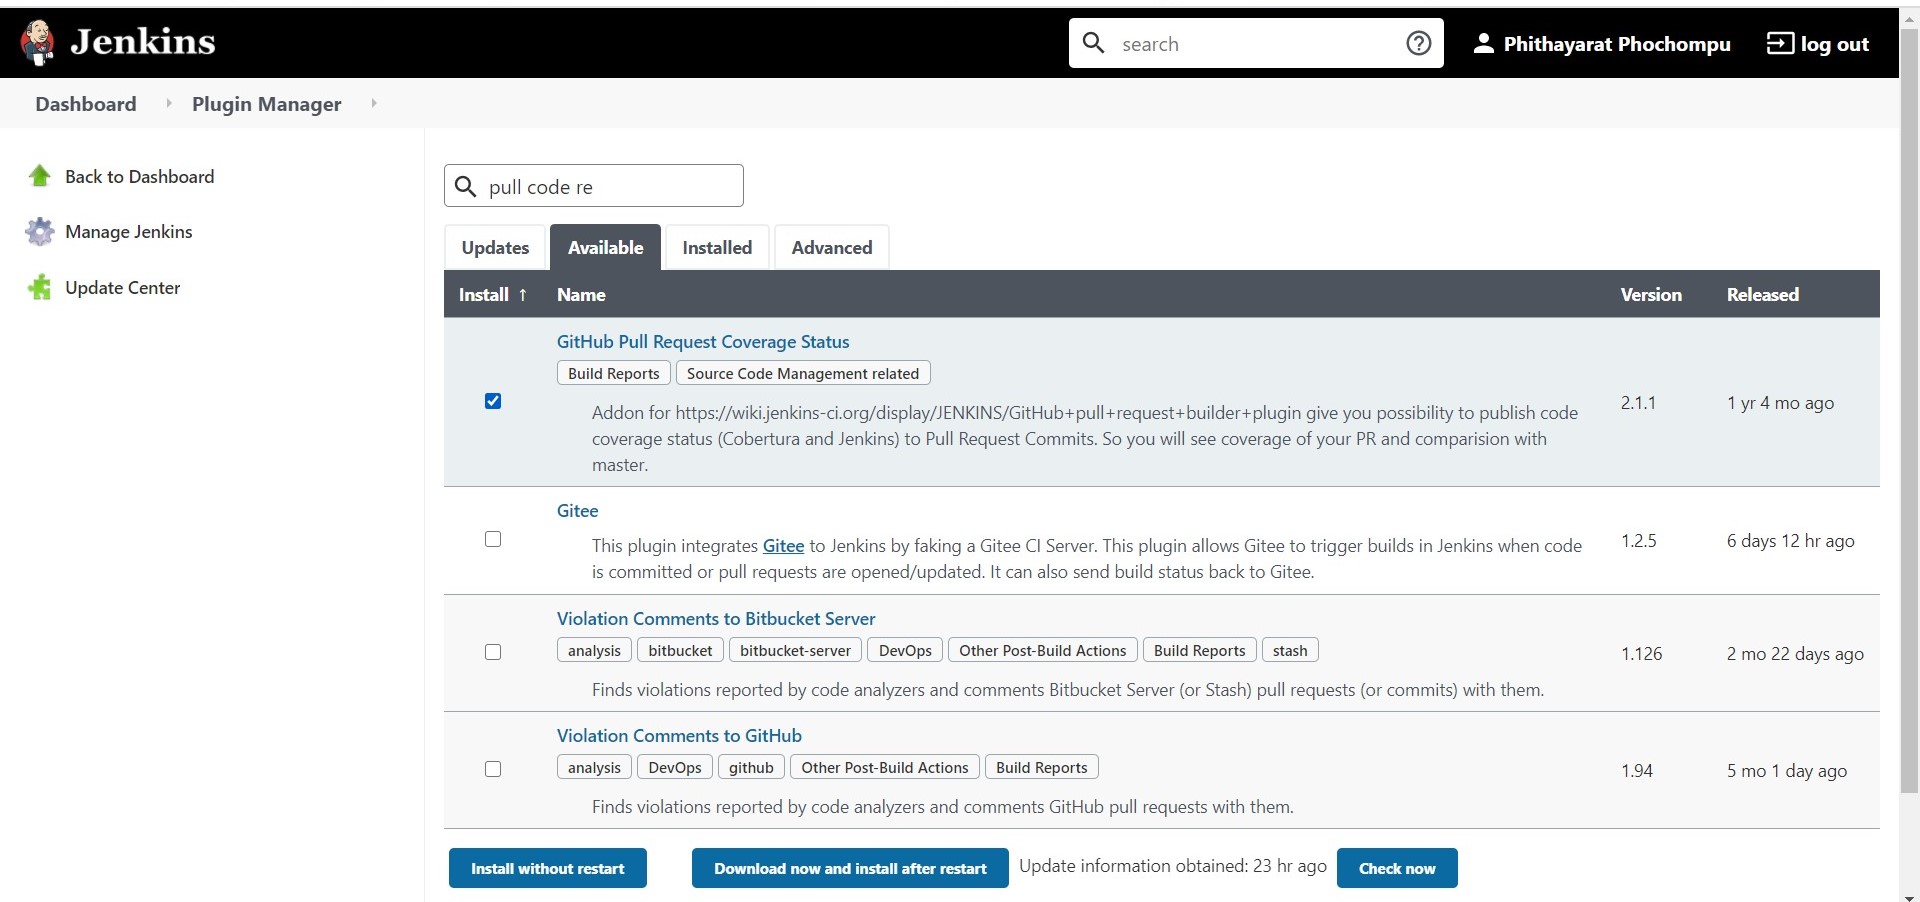 Jenkins
search
Phithayarat Phochompu
log out
Dashboard
Plugin Manager
Back to Dashboard
Manage Jenkins
Update Center
pull code re
Updates
Available
Installed
Advanced
Install ↑ Name Version Released
GitHub Pull Request Coverage Status
Build Reports
Source Code Management related
Addon for https://wiki.jenkins-ci.org/display/JENKINS/GitHub+pull+request+builder+plugin give you possibility to publish code
coverage status (Cobertura and Jenkins) to Pull Request Commits. So you will see coverage of your PR and comparision with
master.
2.1.1
1 yr 4 mo ago
Gitee
This plugin integrates Gitee to Jenkins by faking a Gitee CI Server. This plugin allows Gitee to trigger builds in Jenkins when code
is committed or pull requests are opened/updated. It can also send build status back to Gitee.
1.2.5
6 days 12 hr ago
Violation Comments to Bitbucket Server
analysis
bitbucket
bitbucket-server
DevOps
Other Post-Build Actions
Build Reports
stash
Finds violations reported by code analyzers and comments Bitbucket Server (or Stash) pull requests (or commits) with them.
1.126
2 mo 22 days ago
Violation Comments to GitHub
analysis
DevOps
github
Other Post-Build Actions
Build Reports
Finds violations reported by code analyzers and comments GitHub pull requests with them.
1.94
5 mo 1 day ago
Install without restart
Download now and install after restart
Update information obtained: 23 hr ago
Check now